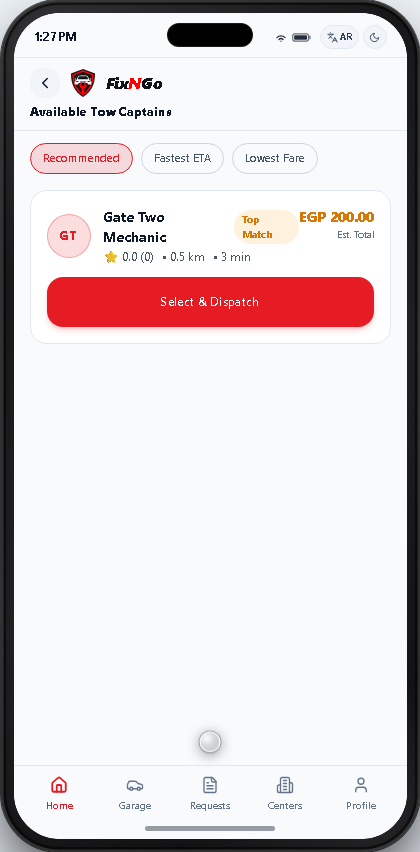 1:27 PM
AR
FixNGo
Available Tow Captains
Recommended
Fastest ETA
Lowest Fare
GT
Gate Two
Mechanic
Top
Match
EGP 200.00
Est. Total
0.0 (0) • 0.5 km • 3 min
Select & Dispatch
Home
Garage
Requests
Centers
Profile